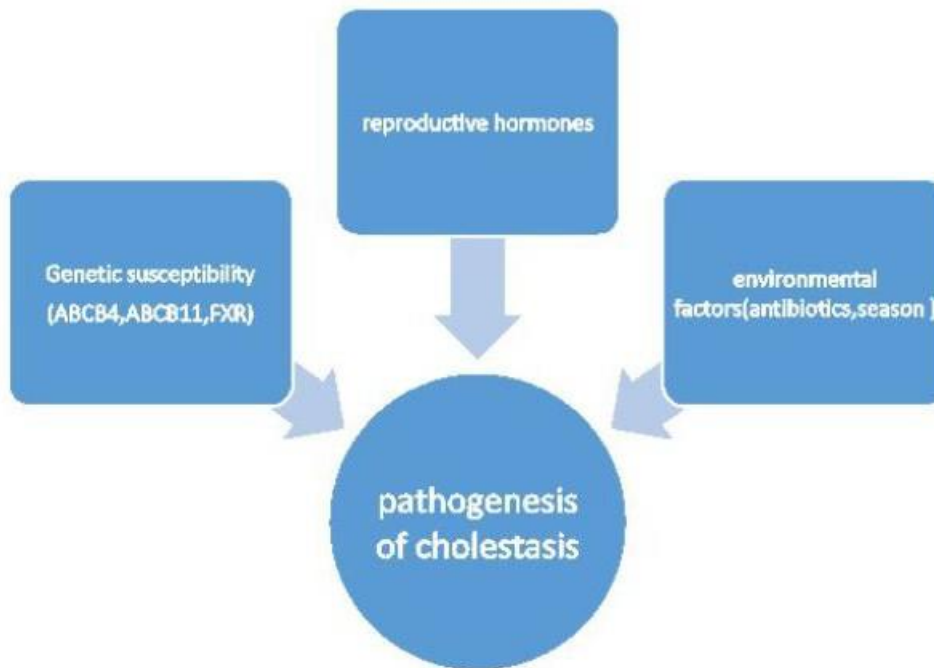 reproductive hormones
Genetic susceptibility
(ABCB4,ABCB11,FXR)
environmental
factors(antibiotics,season )
pathogenesis
of cholestasis